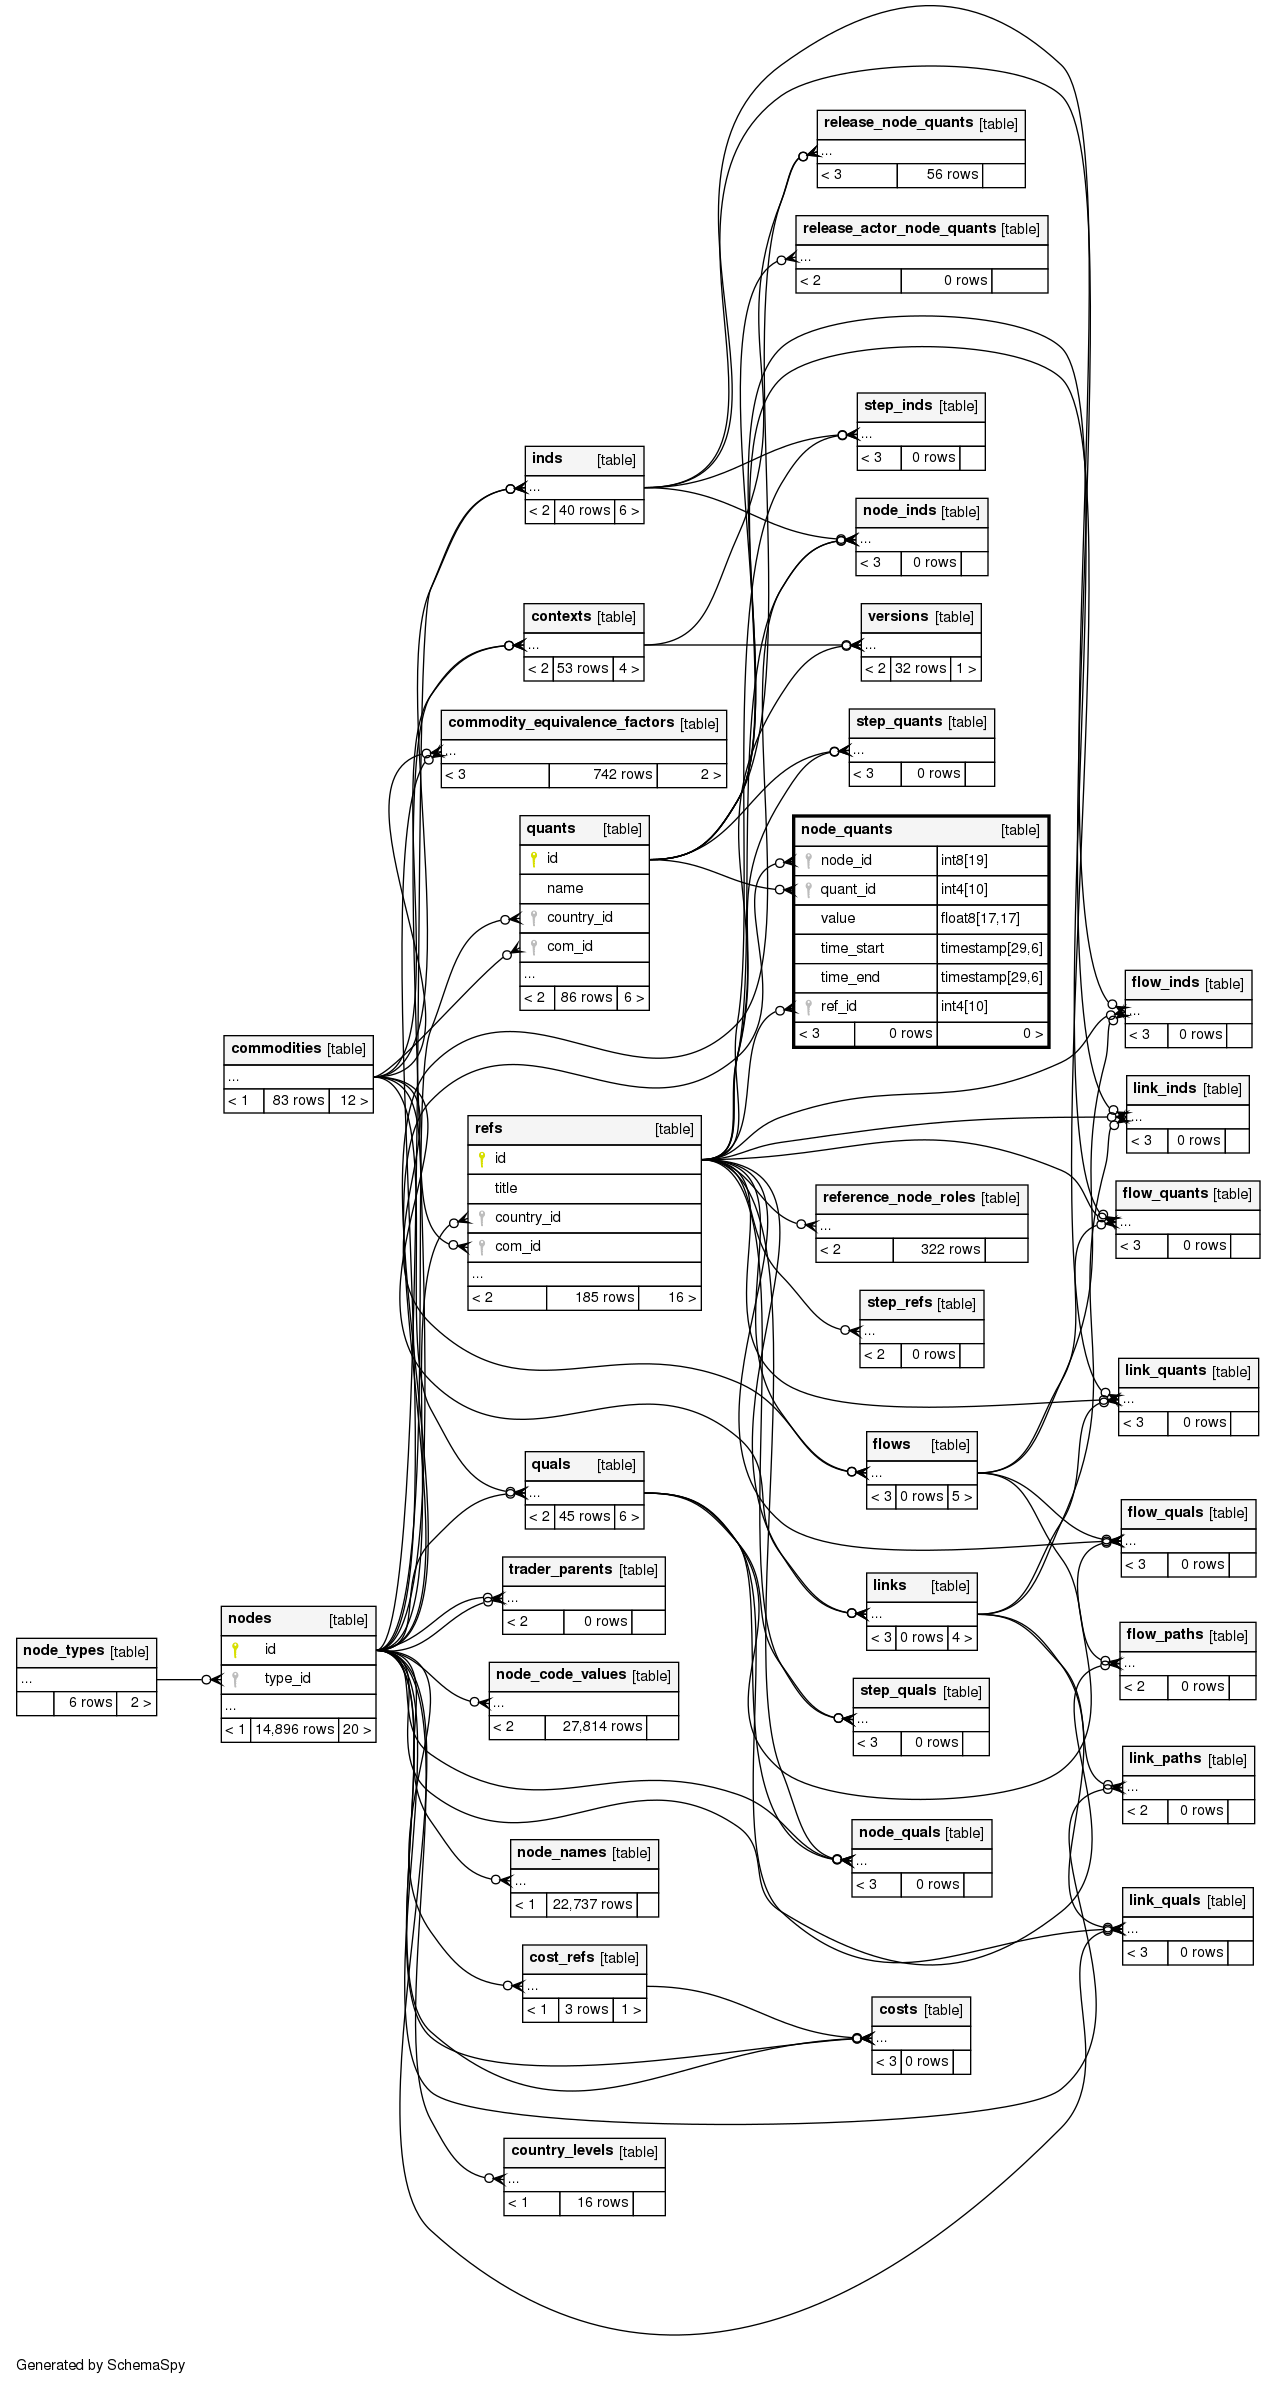 release_node_quants [table]
...
< 3 56 rows
release_actor_node_quants [table]
...
< 2 0 rows
step_inds [table]
...
< 3 0 rows
inds [table]
...
< 2 40 rows 6 >
node_inds [table]
...
< 3 0 rows
contexts [table]
...
< 2 53 rows 4 >
versions [table]
...
< 2 32 rows 1 >
commodity_equivalence_factors [table]
...
< 3 742 rows 2 >
step_quants [table]
...
< 3 0 rows
quants [table]
id
name
country_id
com_id
...
< 2 86 rows 6 >
node_quants [table]
node_id int8[19]
quant_id int4[10]
value float8[17,17]
time_start timestamp[29,6]
time_end timestamp[29,6]
ref_id int4[10]
< 3 0 rows 0 >
flow_inds [table]
...
< 3 0 rows
commodities [table]
...
< 1 83 rows 12 >
link_inds [table]
...
< 3 0 rows
refs [table]
id
title
country_id
com_id
...
< 2 185 rows 16 >
reference_node_roles [table]
...
< 2 322 rows
flow_quants [table]
...
< 3 0 rows
step_refs [table]
...
< 2 0 rows
link_quants [table]
...
< 3 0 rows
flows [table]
...
< 3 0 rows 5 >
quals [table]
...
< 2 45 rows 6 >
flow_quals [table]
...
< 3 0 rows
trader_parents [table]
...
< 2 0 rows
links [table]
...
< 3 0 rows 4 >
nodes [table]
id
type_id
...
< 1 14,896 rows 20 >
node_types [table]
...
6 rows 2 >
flow_paths [table]
...
< 2 0 rows
node_code_values [table]
...
< 2 27,814 rows
step_quals [table]
...
< 3 0 rows
link_paths [table]
...
< 2 0 rows
node_names [table]
...
< 1 22,737 rows
node_quals [table]
...
< 3 0 rows
link_quals [table]
...
< 3 0 rows
cost_refs [table]
...
< 1 3 rows 1 >
costs [table]
...
< 3 0 rows
country_levels [table]
...
< 1 16 rows
Generated by SchemaSpy